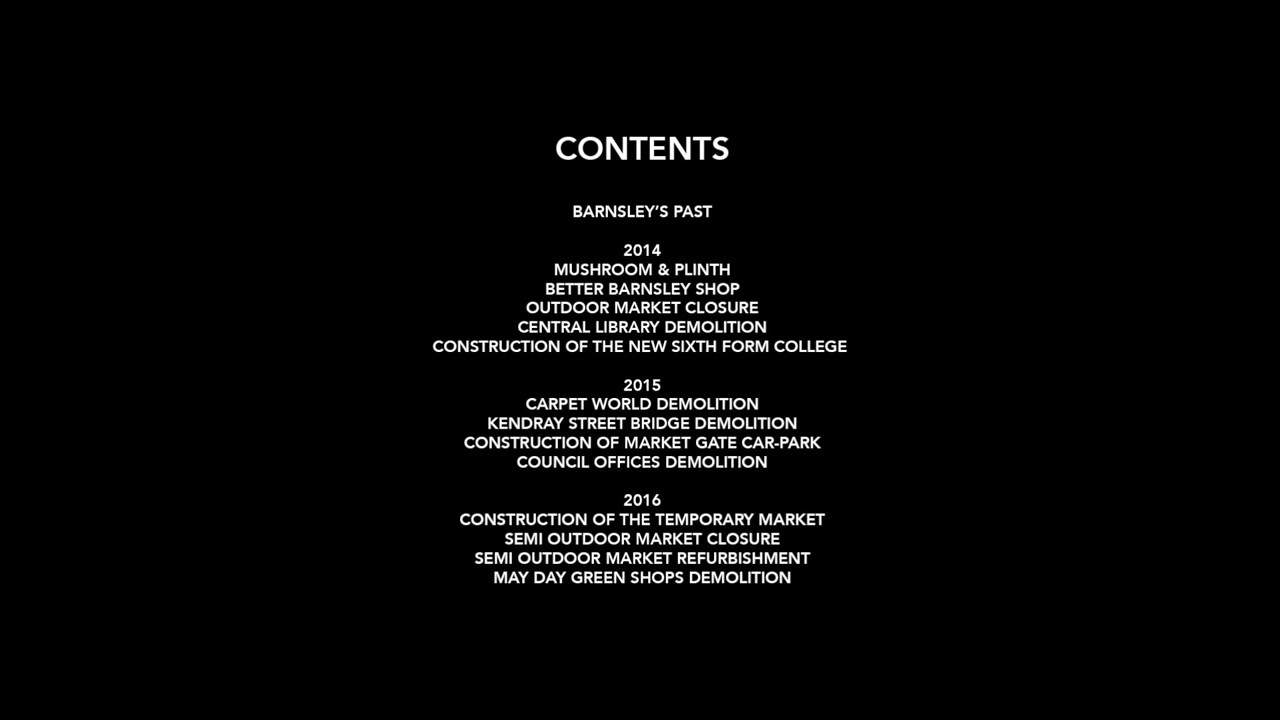 CONTENTS
BARNSLEY’S PAST
2014
MUSHROOM & PLINTH
BETTER BARNSLEY SHOP
OUTDOOR MARKET CLOSURE
CENTRAL LIBRARY DEMOLITION
CONSTRUCTION OF THE NEW SIXTH FORM COLLEGE
2015
CARPET WORLD DEMOLITION
KENDRAY STREET BRIDGE DEMOLITION
CONSTRUCTION OF MARKET GATE CAR-PARK
COUNCIL OFFICES DEMOLITION
2016
CONSTRUCTION OF THE TEMPORARY MARKET
SEMI OUTDOOR MARKET CLOSURE
SEMI OUTDOOR MARKET REFURBISHMENT
MAY DAY GREEN SHOPS DEMOLITION